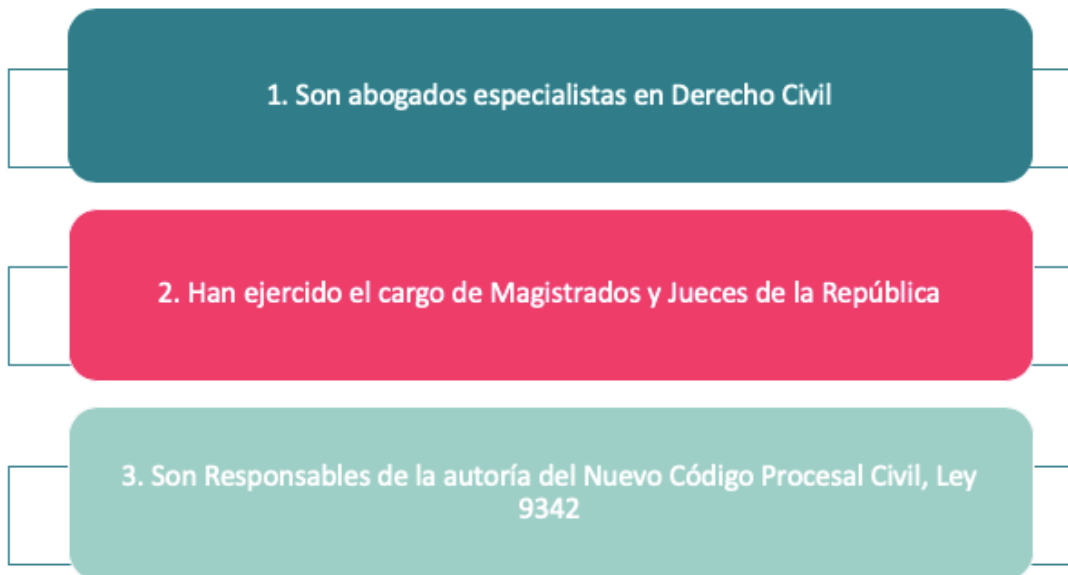 1. Son abogados especialistas en Derecho Civil
2. Han ejercido el cargo de Magistrados y Jueces de la República
3. Son Responsables de la autoría del Nuevo Código Procesal Civil, Ley
9342